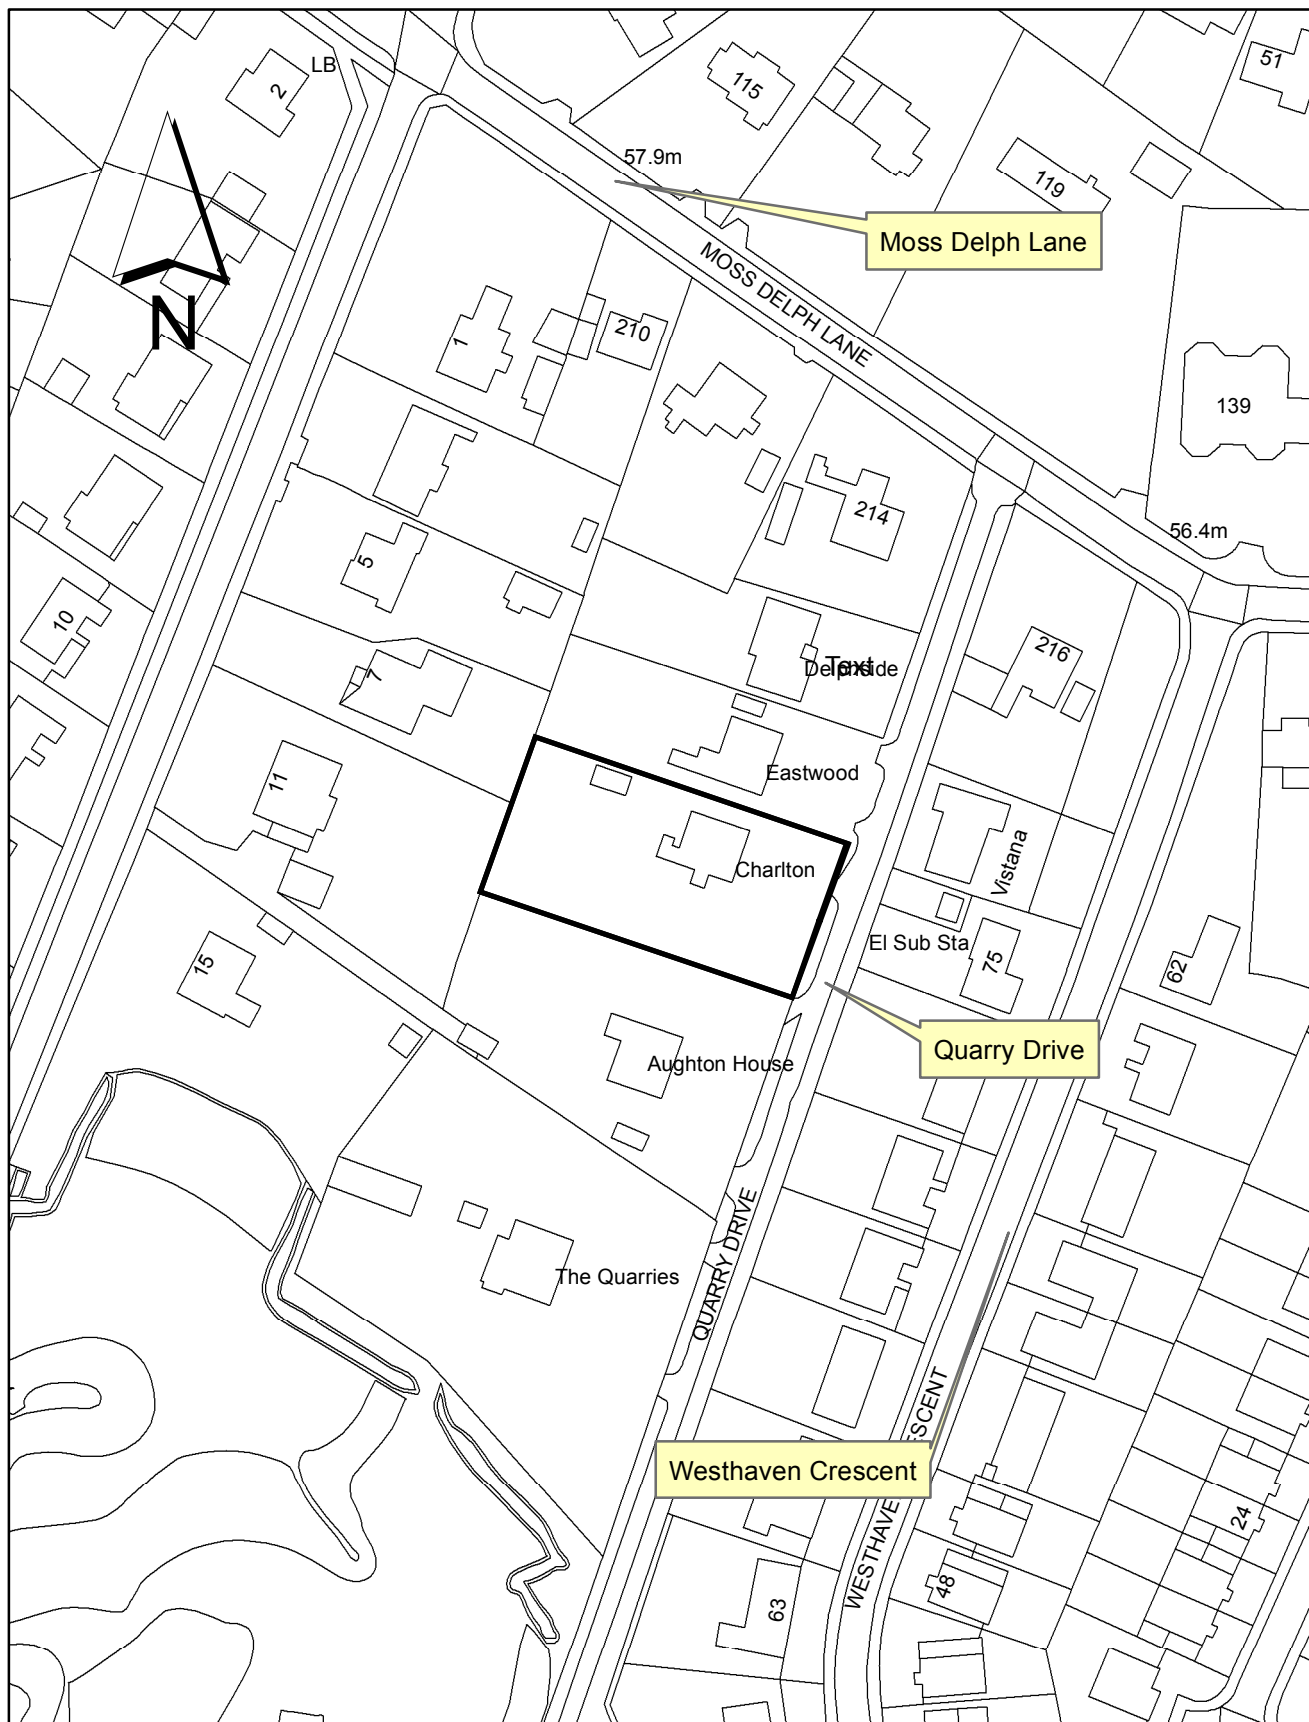 LB
2
115
51
57.9m
119
Moss Delph Lane
MOSS DELPH LANE
N
1
210
139
214
56.4m
5
10
216
7
Delphside
Text
Eastwood
11
Charlton
Vistana
El Sub Sta
75
62
15
Quarry Drive
Aughton House
QUARRY DRIVE
The Quarries
Westhaven Crescent
24
48
63